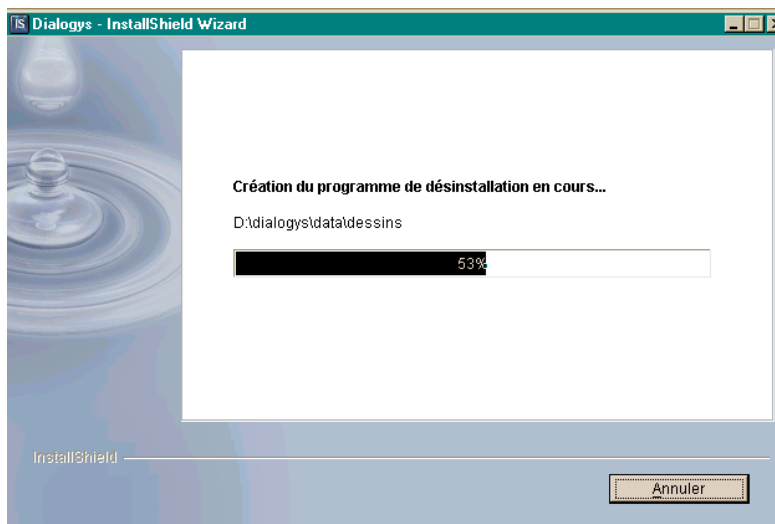 Dialogys - InstallShield Wizard
Création du programme de désinstallation en cours...
D:\dialogys\data\dessins
53%
InstallShield
Annuler